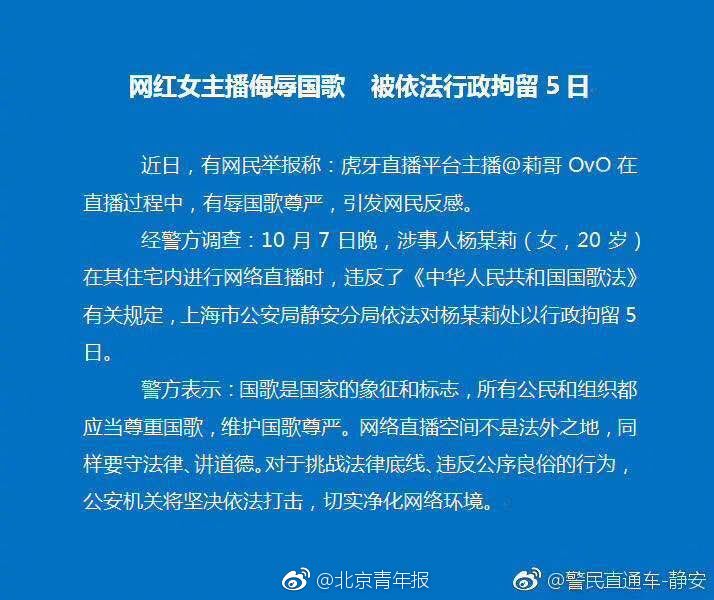 网红女主播侮辱国歌　被依法行政拘留 5 日
近日，有网民举报称：虎牙直播平台主播@莉哥 OvO 在
直播过程中，有辱国歌尊严，引发网民反感。
经警方调查：10 月 7 日晚，涉事人杨某莉（女，20 岁）
在其住宅内进行网络直播时，违反了《中华人民共和国国歌法》
有关规定，上海市公安局静安分局依法对杨某莉处以行政拘留 5
日。
警方表示：国歌是国家的象征和标志，所有公民和组织都
应当尊重国歌，维护国歌尊严。网络直播空间不是法外之地，同
样要守法律、讲道德。对于挑战法律底线、违反公序良俗的行为，
公安机关将坚决依法打击，切实净化网络环境。
@北京青年报
@警民直通车-静安